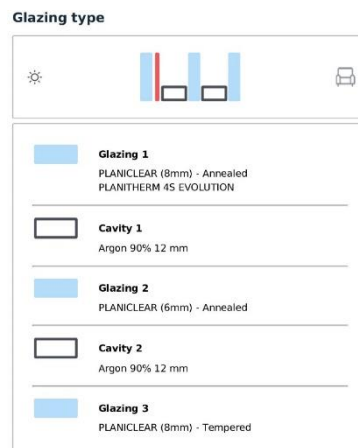 Glazing type
Glazing 1
PLANICLEAR (8mm) - Annealed
PLANITHERM 4S EVOLUTION
Cavity 1
Argon 90% 12 mm
Glazing 2
PLANICLEAR (6mm) - Annealed
Cavity 2
Argon 90% 12 mm
Glazing 3
PLANICLEAR (8mm) - Tempered